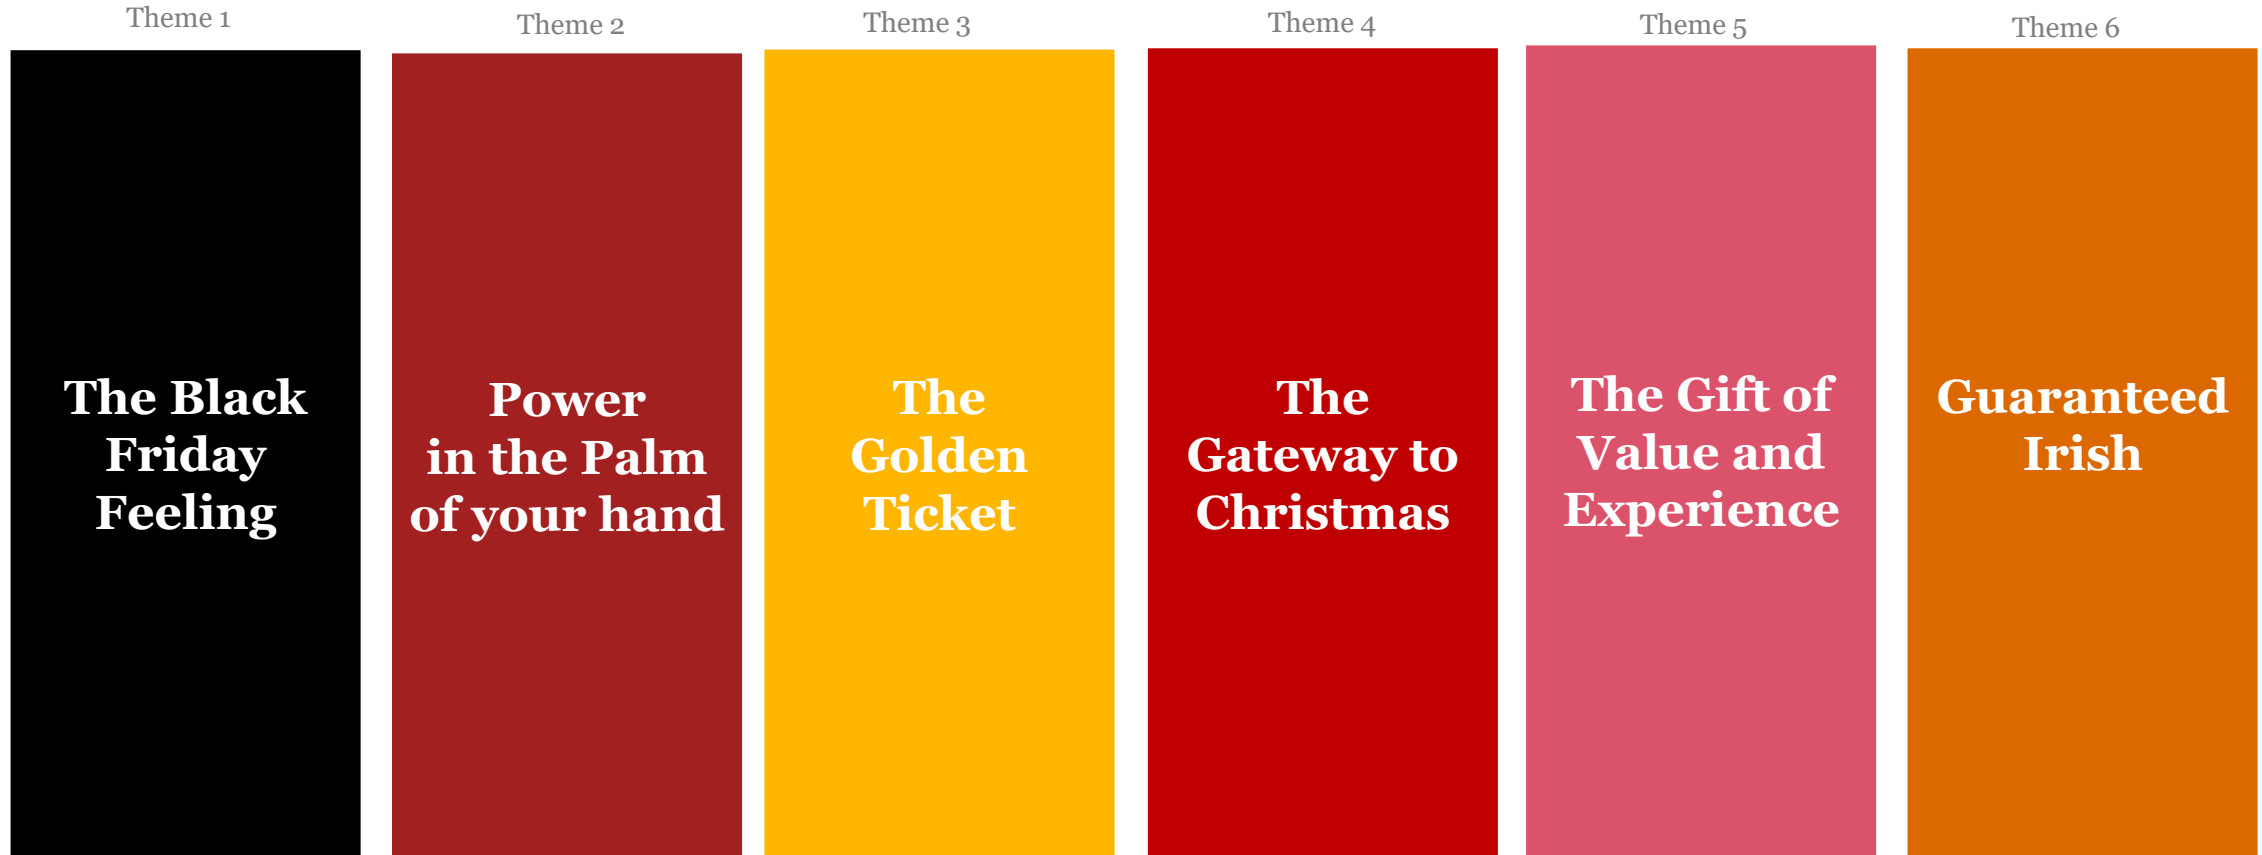 Theme 1
The Black
Friday
Feeling
Theme 2
Power
in the Palm
of your hand
Theme 3
The
Golden
Ticket
Theme 4
The
Gateway to
Christmas
Theme 5
The Gift of
Value and
Experience
Theme 6
Guaranteed
Irish